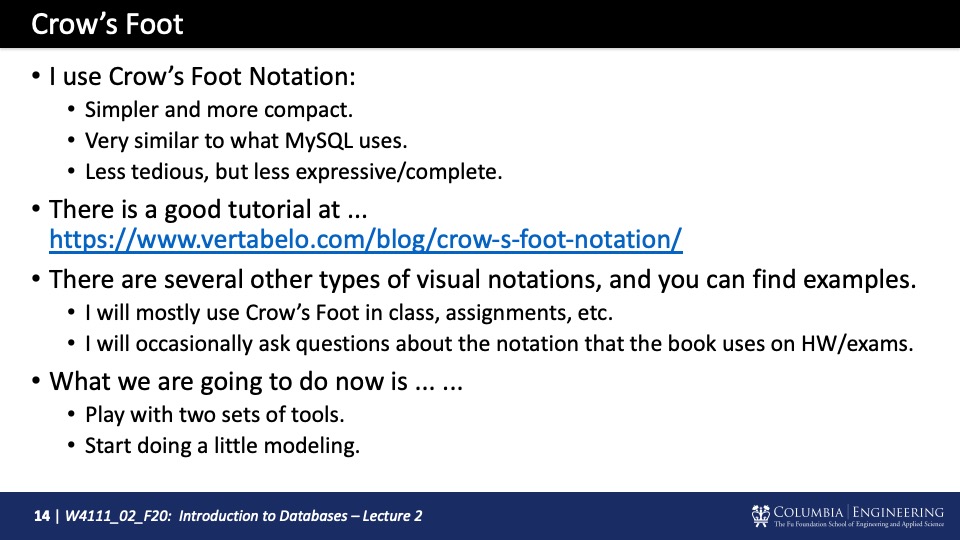 Crow’s Foot
• I use Crow’s Foot Notation:
• Simpler and more compact.
• Very similar to what MySQL uses.
• Less tedious, but less expressive/complete.
• There is a good tutorial at ...
https://www.vertabelo.com/blog/crow-s-foot-notation/
• There are several other types of visual notations, and you can find examples.
• I will mostly use Crow’s Foot in class, assignments, etc.
• I will occasionally ask questions about the notation that the book uses on HW/exams.
• What we are going to do now is ... ...
• Play with two sets of tools.
• Start doing a little modeling.
14 | W4111_02_F20: Introduction to Databases – Lecture 2
COLUMBIA | ENGINEERING
The Fu Foundation School of Engineering and Applied Science